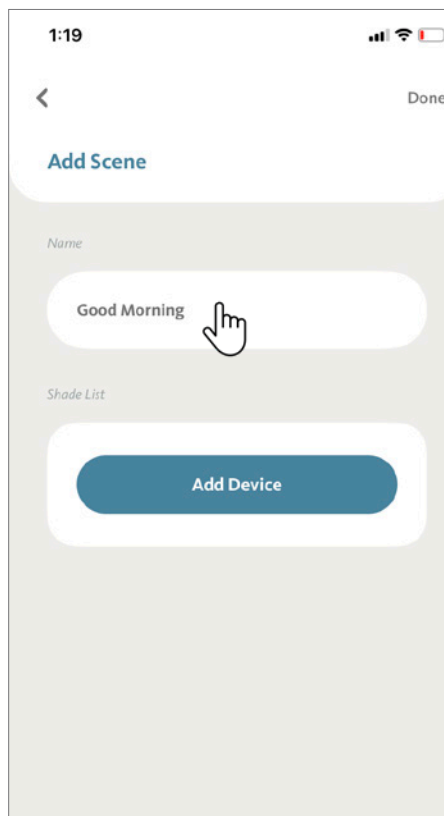 1:19
Done
Add Scene
Name
Good Morning
Shade List
Add Device